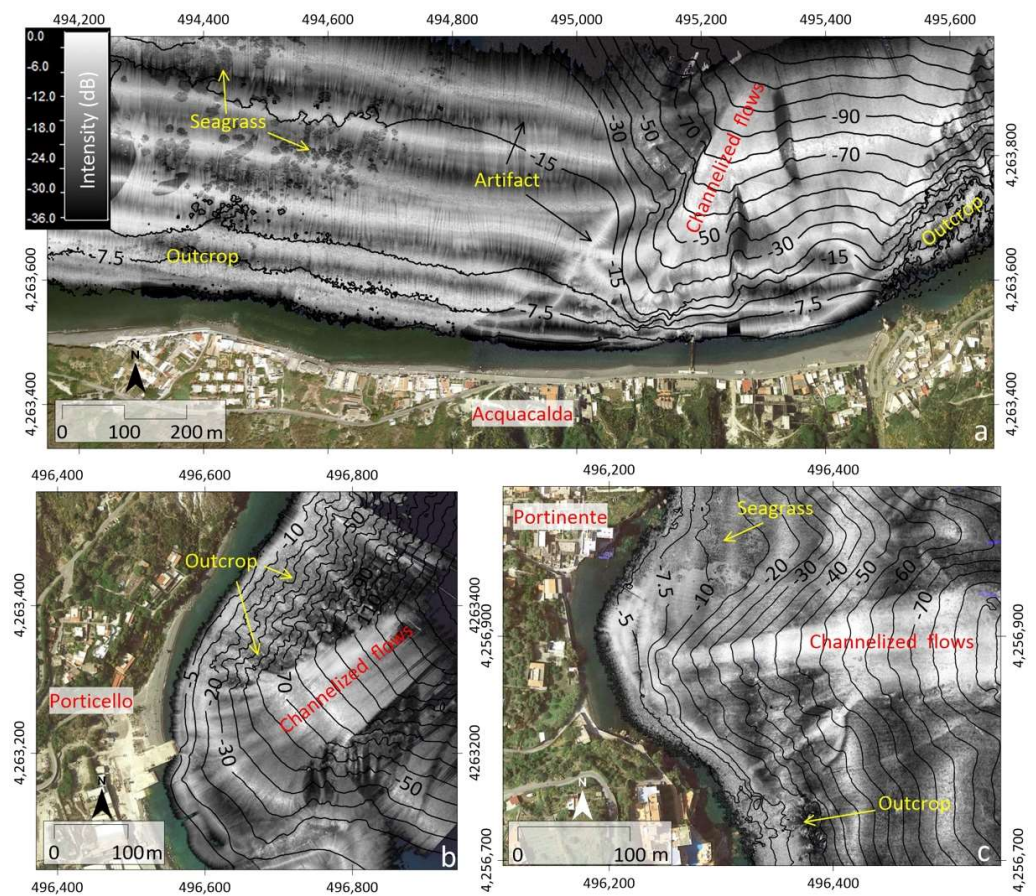 494,200 494,400 494,600 495,000 495,200 495,400 495,600
0.0
-6.0
-12.0
-18.0
-24.0
-30.0
-36.0
Intensity (dB)
Seagrass
Artifact
Outcrop
Channelized flows
Outcrop
-7.5
-15
-15
-7.5
-30
-50
-70
-50
-30
-15
-7.5
-90
-70
4,263,800
4,263,600
4,263,400
4,263,600
4,263,400
4,263,800
N
0 100 200 m
Acquacalda
a
496,400 496,600 496,800
Outcrop
Channelized flows
Porticello
10
-5
-20
-30
70
-50
4,263,400
4,263,200
4263400
4263200
N
0 100 m
b
496,400 496,600 496,800
496,200 496,400
Portinente
Seagrass
Channelized flows
Outcrop
-5
-7.5
-10
-20
-30
40
-50
60
-70
4,256,900
4,256,700
4,256,900
4,256,700
N
0 100 m
c
496,200 496,400